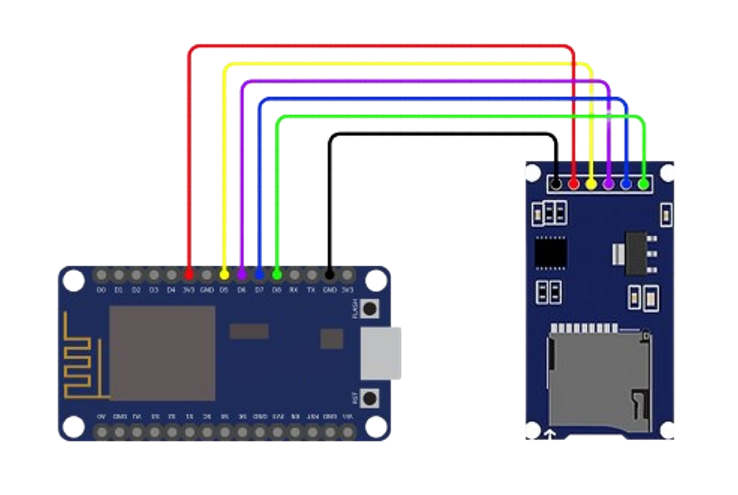 D0 D1 D2 D3 D4 3V3 GND D5 D6 D7 D8 RX TX GND 3V3
FLASH
RST
A0 GND VU S3 S2 S1 SC S0 SK GND 3V3 EN RST GND Vin